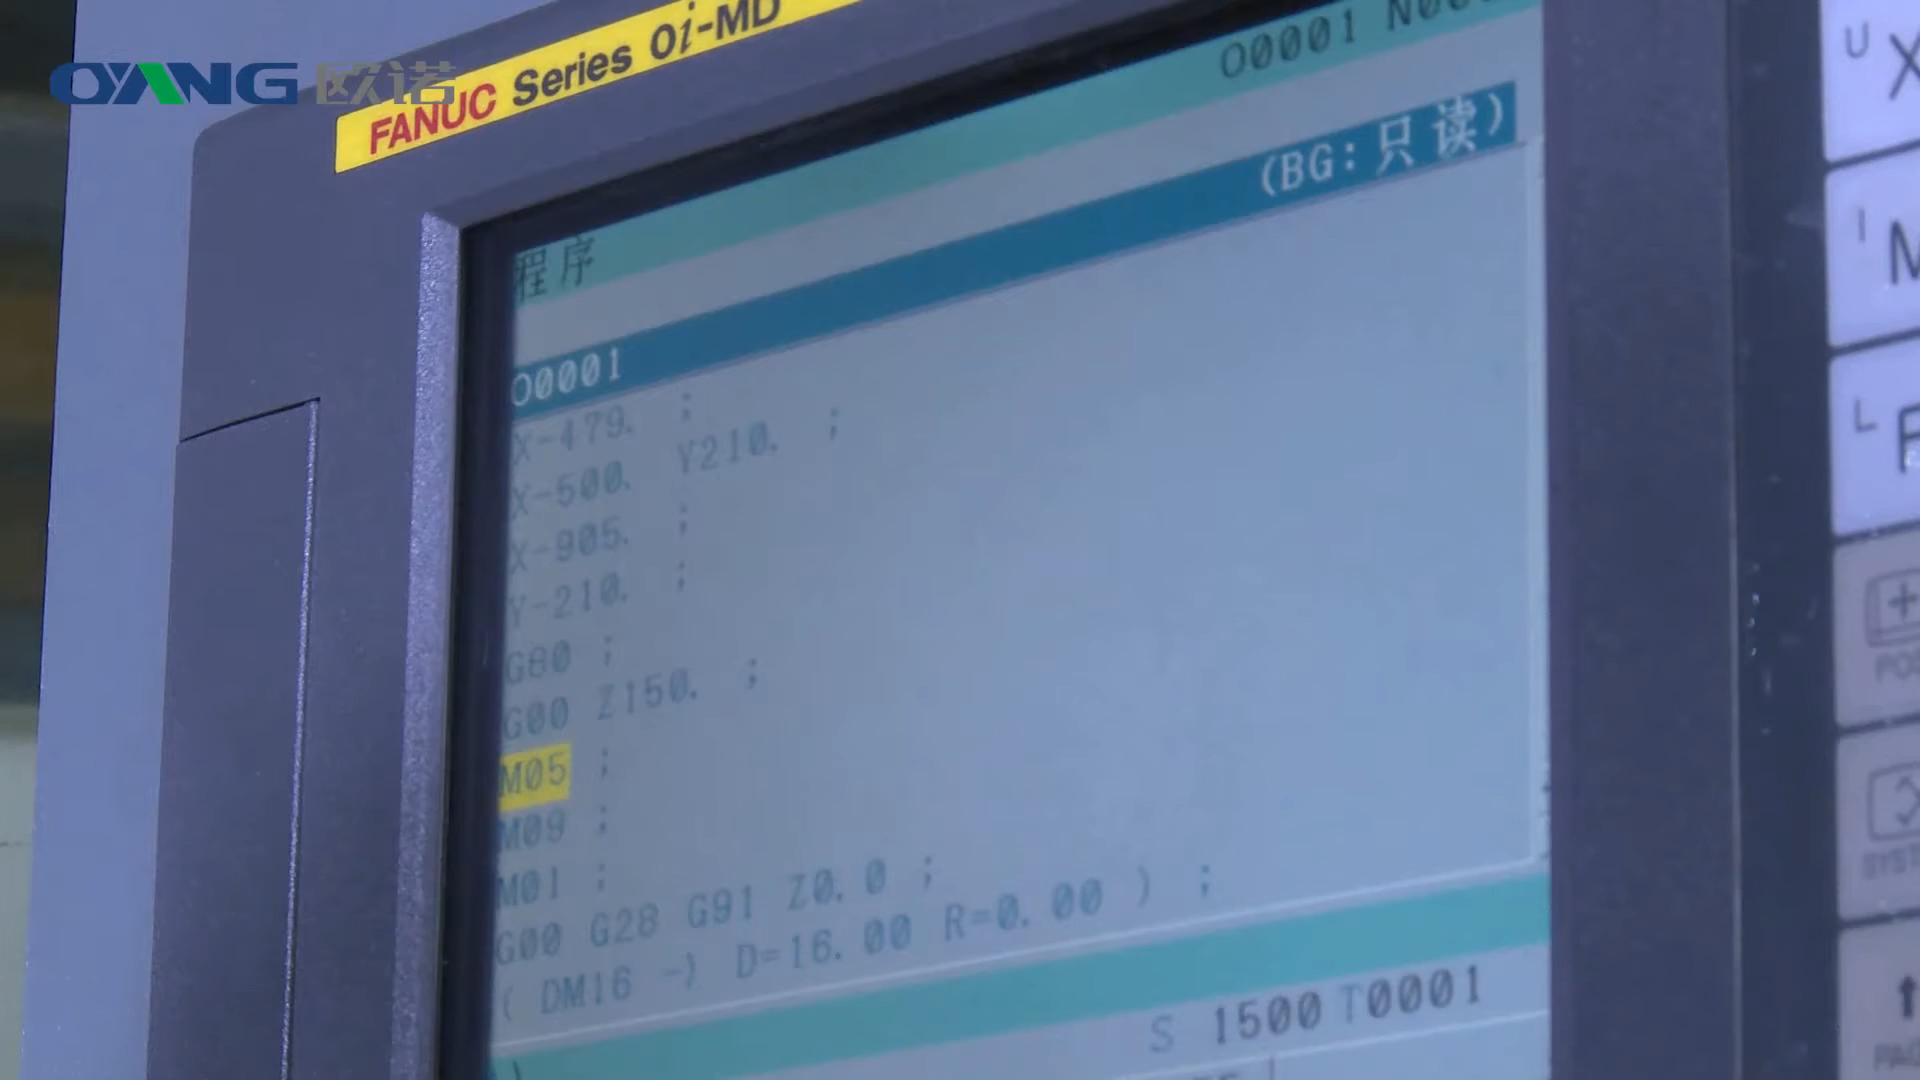 OYANG 欧诺
FANUC Series 0i-MD
O0001
程序
(BG:只读)
O0001
X-479. ;
X-500. Y210. ;
X-905. ;
Y-210. ;
G80 ;
G00 Z150. ;
M05 ;
M09 ;
M01 ;
G00 G28 G91 Z0.0 ;
( DM16 -) D=16.00 R=0.00 ) ;
S 1500 T0001
U
X
I
M
L
F